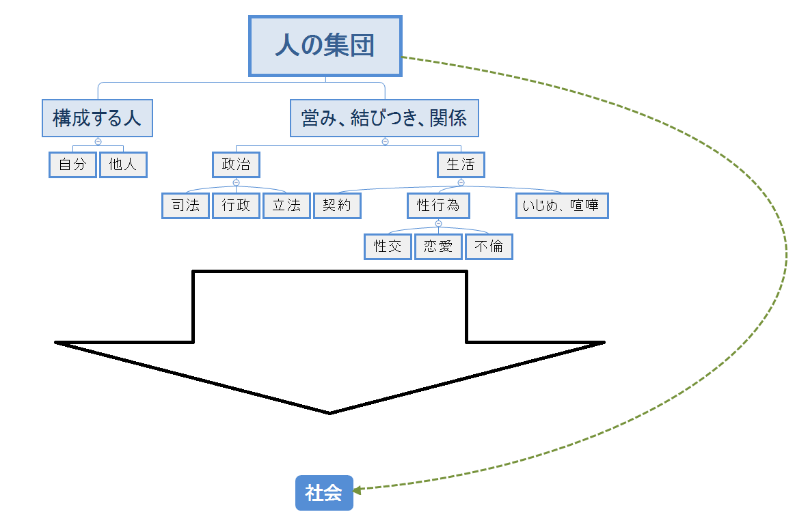 人の集団
構成する人
営み、結びつき、関係
自分
他人
政治
生活
司法
行政
立法
契約
性行為
いじめ、喧嘩
性交
恋愛
不倫
社会